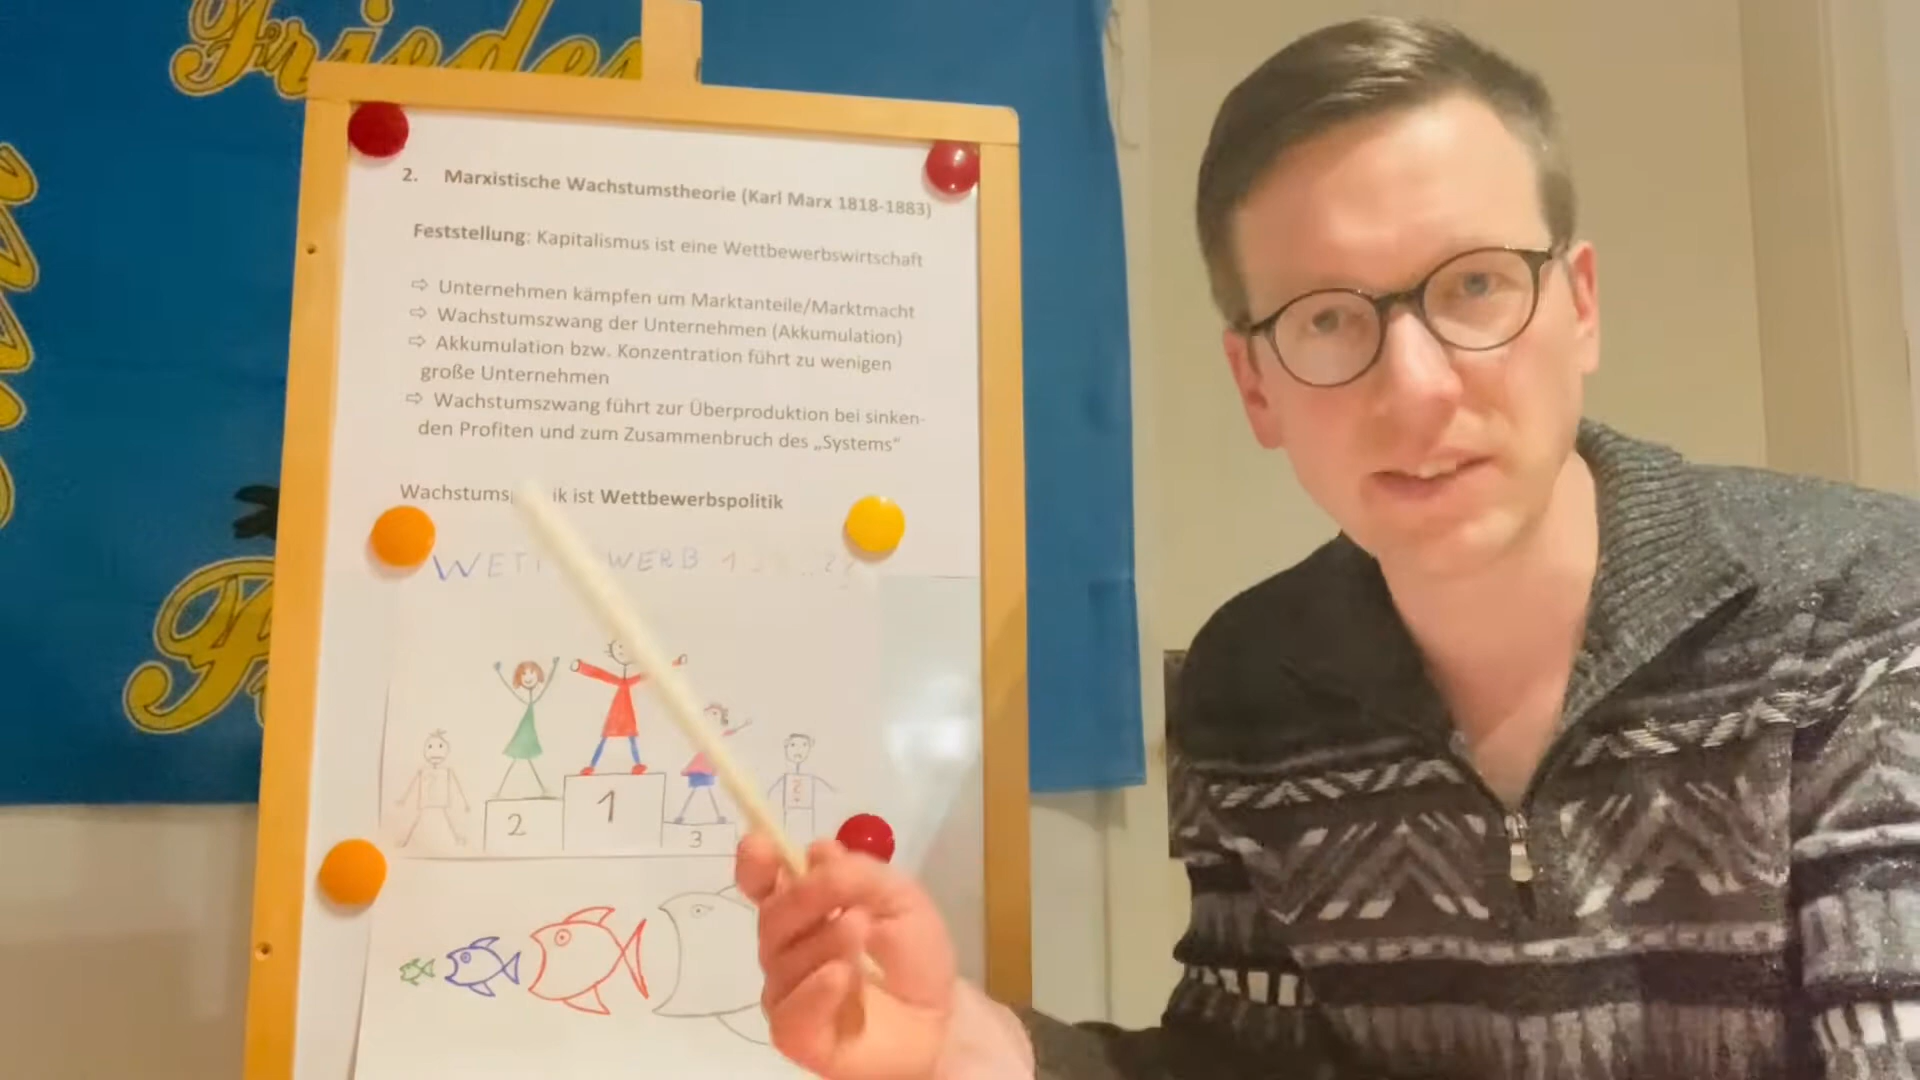 Frieden
2. Marxistische Wachstumstheorie (Karl Marx 1818-1883)
Feststellung: Kapitalismus ist eine Wettbewerbswirtschaft
⇨ Unternehmen kämpfen um Marktanteile/Marktmacht
⇨ Wachstumszwang der Unternehmen (Akkumulation)
⇨ Akkumulation bzw. Konzentration führt zu wenigen
große Unternehmen
⇨ Wachstumszwang führt zur Überproduktion bei sinken-
den Profiten und zum Zusammenbruch des „Systems“
ist Wettbewerbspolitik
2
1
3